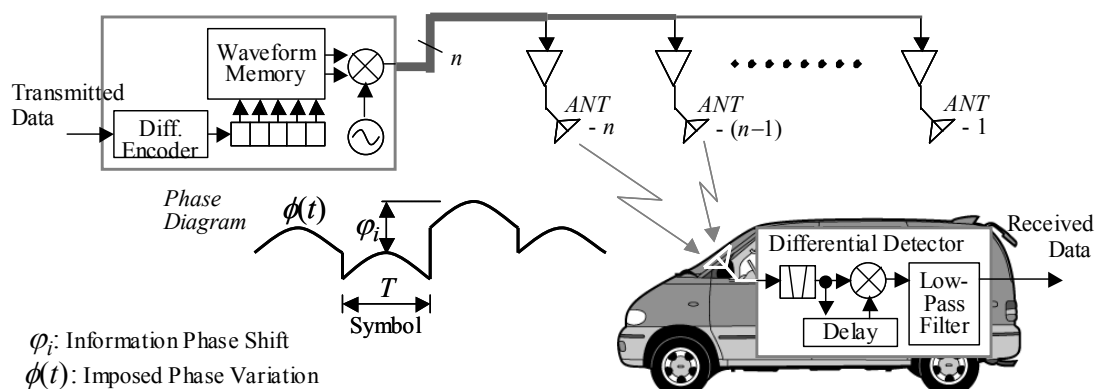 Transmitted
Data
Diff.
Encoder
Waveform
Memory
n
ANT
- n
ANT
- (n−1)
ANT
- 1
Phase
Diagram
ϕ(t)
φi
T
Symbol
φi: Information Phase Shift
ϕ(t): Imposed Phase Variation
Differential Detector
Delay
Low-
Pass
Filter
Received
Data